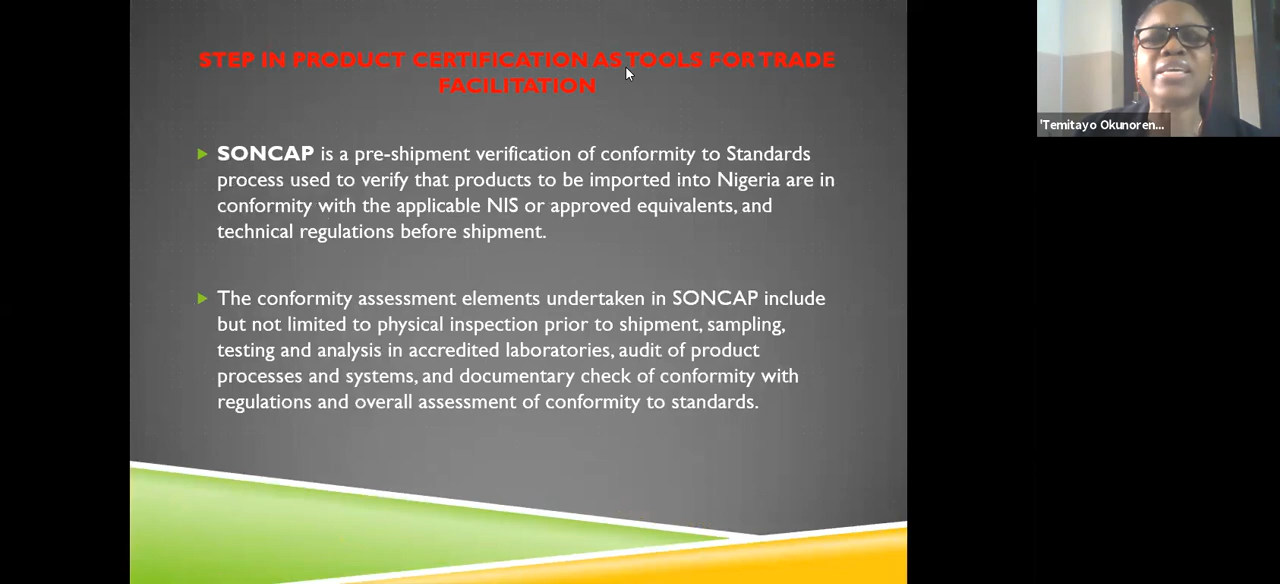 STEP IN PRODUCT CERTIFICATION AS TOOLS FOR TRADE
FACILITATION
SONCAP is a pre-shipment verification of conformity to Standards
process used to verify that products to be imported into Nigeria are in
conformity with the applicable NIS or approved equivalents, and
technical regulations before shipment.
The conformity assessment elements undertaken in SONCAP include
but not limited to physical inspection prior to shipment, sampling,
testing and analysis in accredited laboratories, audit of product
processes and systems, and documentary check of conformity with
regulations and overall assessment of conformity to standards.
'Temitayo Okunoren...